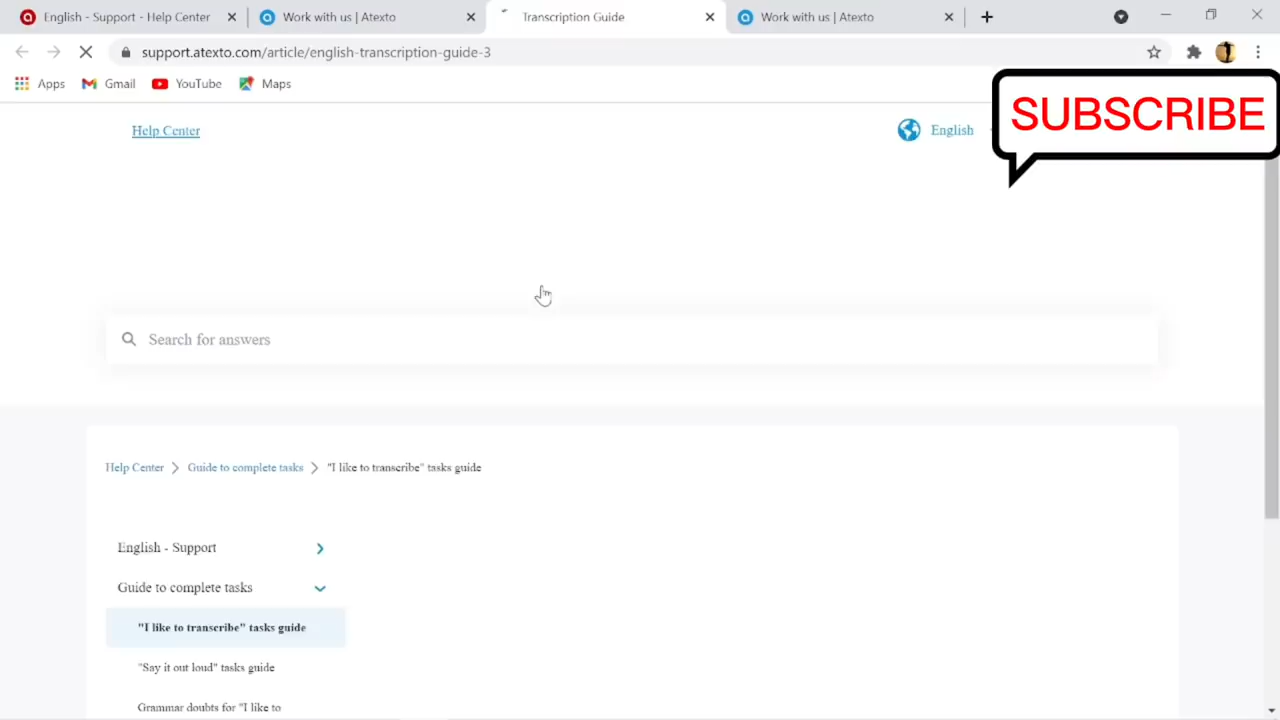 English - Support - Help Center
Work with us | Atexto
Transcription Guide
Work with us | Atexto
support.atexto.com/article/english-transcription-guide-3
Apps
Gmail
YouTube
Maps
SUBSCRIBE
Help Center
English
Search for answers
Help Center > Guide to complete tasks > "I like to transcribe" tasks guide
English - Support
Guide to complete tasks
"I like to transcribe" tasks guide
"Say it out loud" tasks guide
Grammar doubts for "I like to